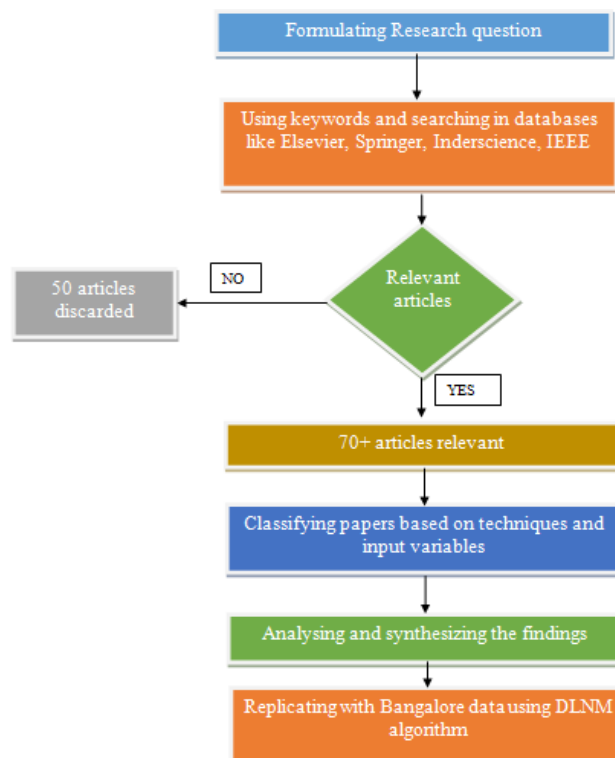 Formulating Research question
Using keywords and searching in databases
like Elsevier, Springer, Inderscience, IEEE
Relevant
articles
NO
50 articles
discarded
YES
70+ articles relevant
Classifying papers based on techniques and
input variables
Analysing and synthesizing the findings
Replicating with Bangalore data using DLNM
algorithm